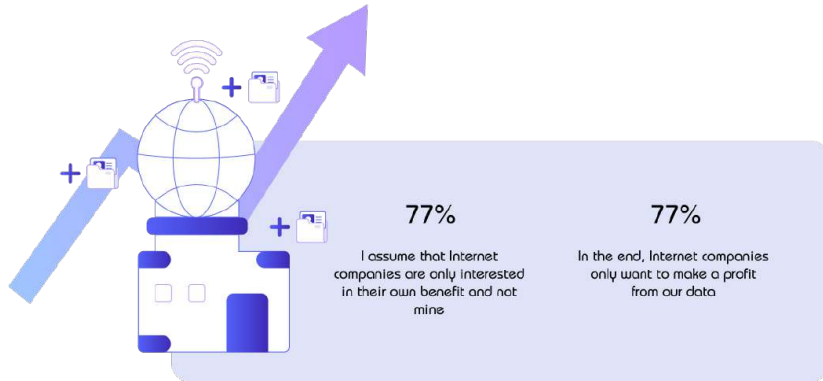 77%
I assume that Internet
companies are only interested
in their own benefit and not
mine
77%
In the end, Internet companies
only want to make a profit
from our data